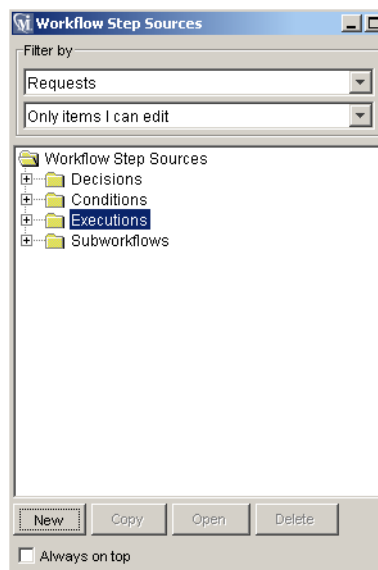 Workflow Step Sources
Filter by
Requests
Only items I can edit
Workflow Step Sources
Decisions
Conditions
Executions
Subworkflows
New Copy Open Delete
Always on top